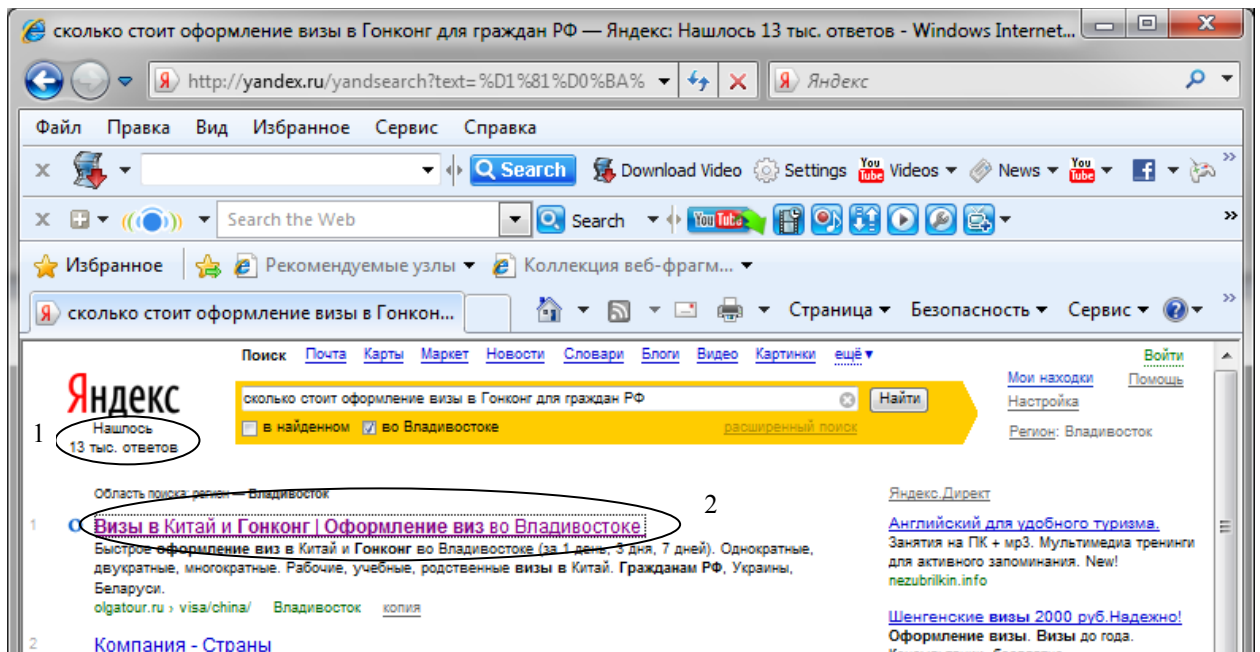 сколько стоит оформление визы в Гонконг для граждан РФ — Яндекс: Нашлось 13 тыс. ответов - Windows Internet...
http://yandex.ru/yandsearch?text=%D1%81%D0%BA% Яндекс
Файл Правка Вид Избранное Сервис Справка
Search Download Video Settings You Tube Videos News You Tube
Search the Web Search You Tube
Избранное Рекомендуемые узлы Коллекция веб-фрагм...
Я сколько стоит оформление визы в Гонкон... Страница Безопасность Сервис
Поиск Почта Карты Маркет Новости Словари Блоги Видео Картинки ещё Войти
Яндекс
сколько стоит оформление визы в Гонконг для граждан РФ Найти
Мои находки Помощь
Настройка
1 Нашлось
13 тыс. ответов
в найденном во Владивостоке расширенный поиск
Регион: Владивосток
Область поиска: регион — Владивосток
2
1 Визы в Китай и Гонконг | Оформление виз во Владивостоке
Быстрое оформление виз в Китай и Гонконг во Владивостоке (за 1 день, 3 дня, 7 дней). Однократные,
двукратные, многократные. Рабочие, учебные, родственные визы в Китай. Гражданам РФ, Украины,
Беларуси.
olgatour.ru › visa/china/ Владивосток копия
2 Компания - Страны
Яндекс.Директ
Английский для удобного туризма.
Занятия на ПК + mp3. Мультимедиа тренинги
для активного запоминания. New!
nezubrilkin.info
Шенгенские визы 2000 руб.Надежно!
Оформление визы. Визы до года.